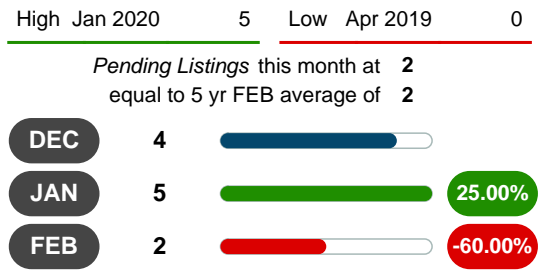 High Jan 2020 5 Low Apr 2019 0
Pending Listings this month at 2
equal to 5 yr FEB average of 2
DEC 4
JAN 5 25.00%
FEB 2 -60.00%